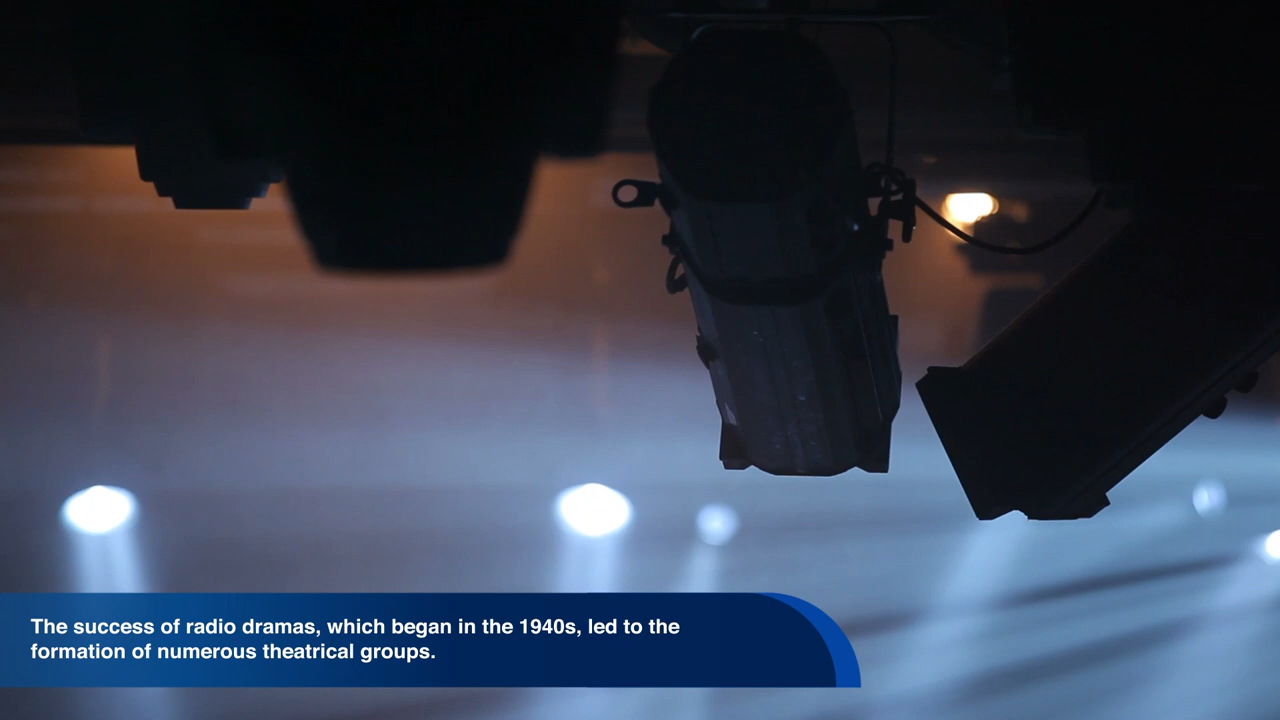 The success of radio dramas, which began in the 1940s, led to the
formation of numerous theatrical groups.